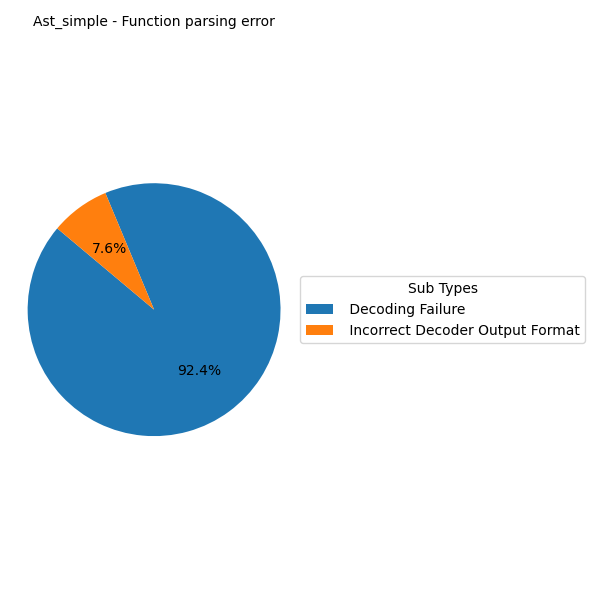 Ast_simple - Function parsing error
7.6%
92.4%
Sub Types
Decoding Failure
Incorrect Decoder Output Format